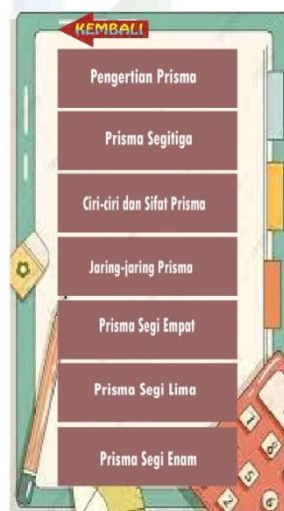 KEMBALI
Pengertian Prisma
Prisma Segitiga
Ciri-ciri dan Sifat Prisma
Jaring-jaring Prisma
Prisma Segi Empat
Prisma Segi Lima
Prisma Segi Enam